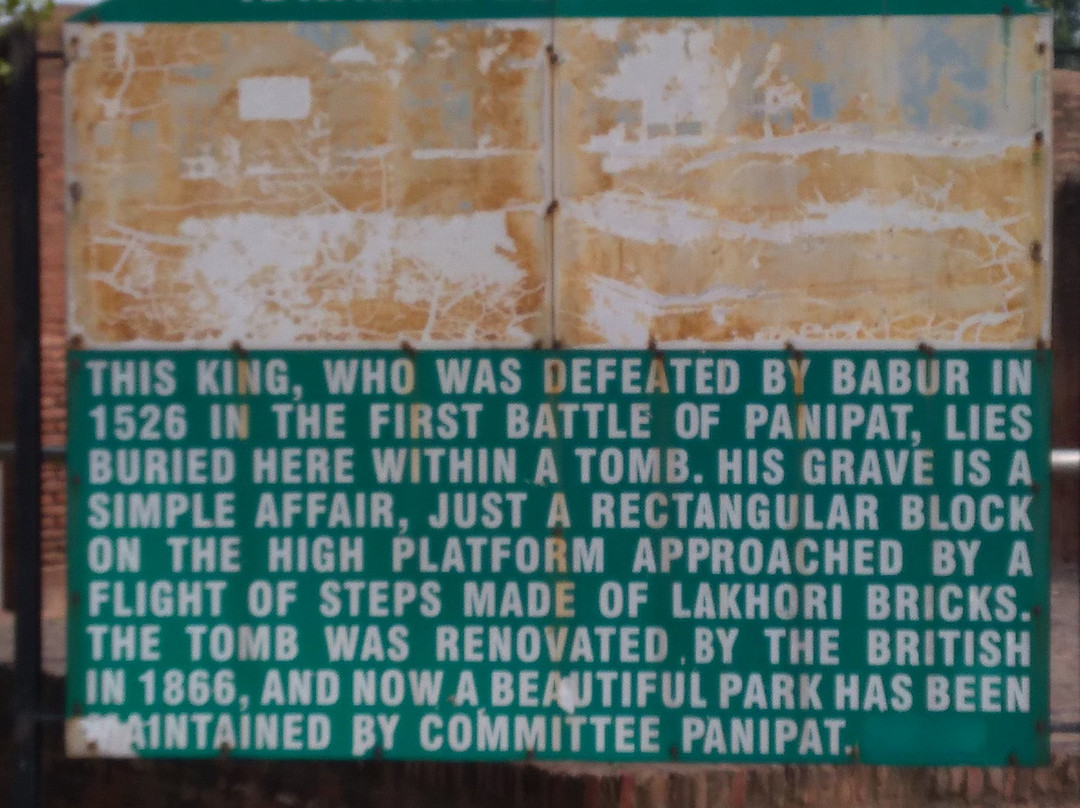 THIS KING, WHO WAS DEFEATED BY BABUR IN
1526 IN THE FIRST BATTLE OF PANIPAT, LIES
BURIED HERE WITHIN A TOMB. HIS GRAVE IS A
SIMPLE AFFAIR, JUST A RECTANGULAR BLOCK
ON THE HIGH PLATFORM APPROACHED BY A
FLIGHT OF STEPS MADE OF LAKHORI BRICKS.
THE TOMB WAS RENOVATED BY THE BRITISH
IN 1866, AND NOW A BEAUTIFUL PARK HAS BEEN
MAINTAINED BY COMMITTEE PANIPAT.